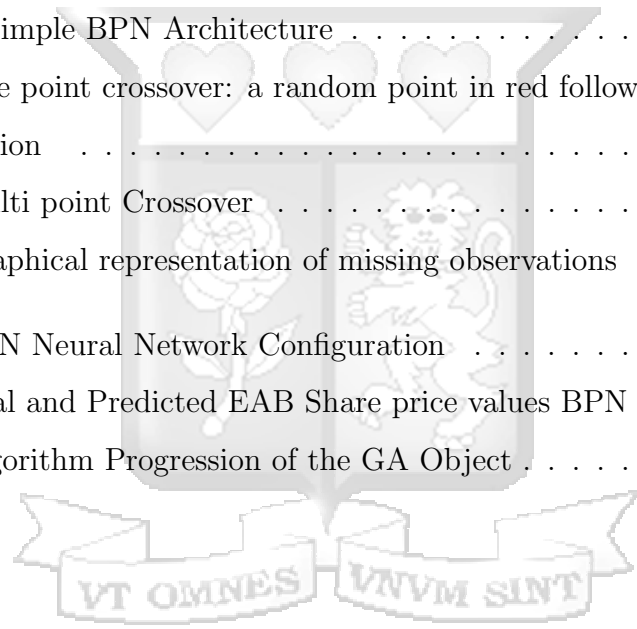 imple BPN Architecture . . . . . . . . . . . . .
e point crossover: a random point in red follow
ion . . . . . . . . . . . . . . . . . . . . . . .
lti point Crossover . . . . . . . . . . . . . . .
aphical representation of missing observations
N Neural Network Configuration . . . . . . .
al and Predicted EAB Share price values BPN
gorithm Progression of the GA Object . . . . .
VT OMNES VNVM SINT